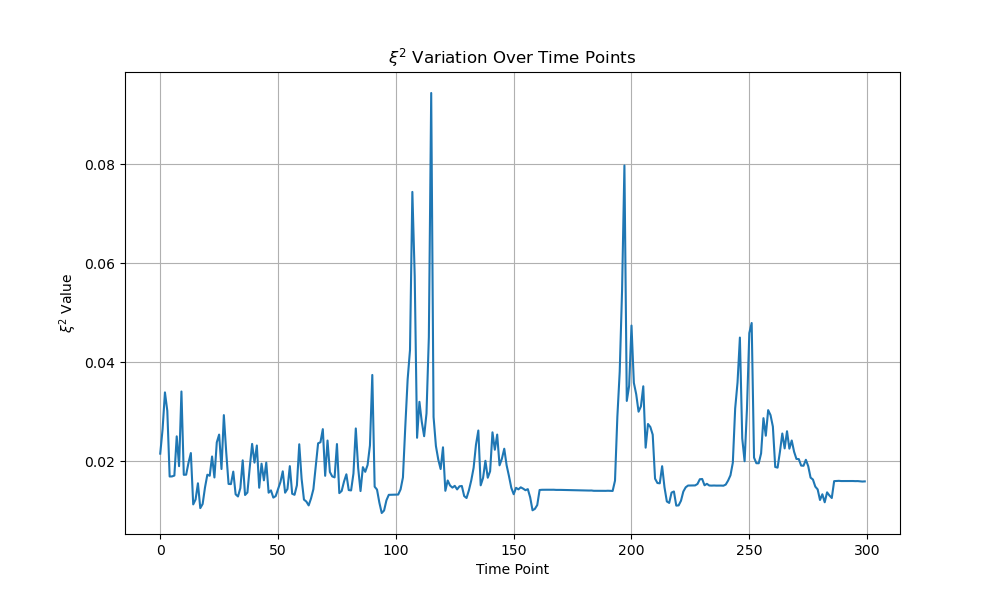 ξ² Variation Over Time Points
ξ² Value
0.08
0.06
0.04
0.02
0 50 100 150 200 250 300
Time Point